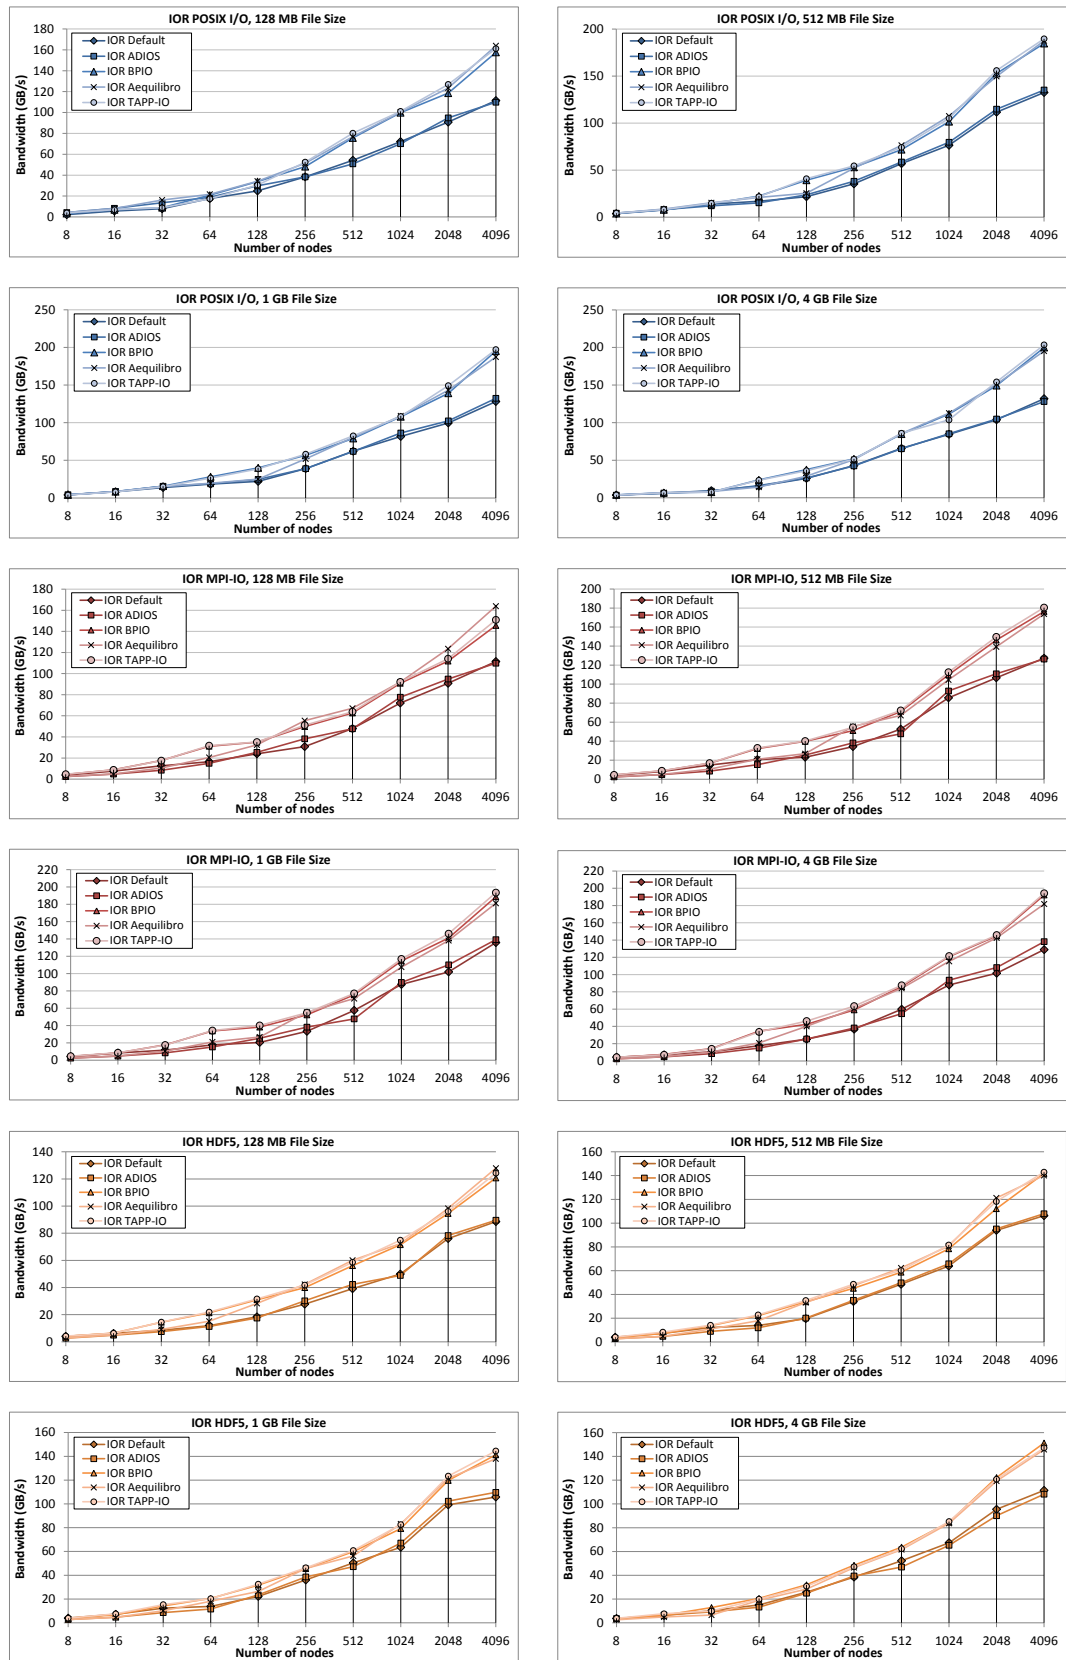 IOR POSIX I/O, 128 MB File Size
180
160
140
120
100
80
60
40
20
0
Bandwidth (GB/s)
IOR Default
IOR ADIOS
IOR BPIO
IOR Aequilibro
IOR TAPP-IO
8 16 32 64 128 256 512 1024 2048 4096
Number of nodes
IOR POSIX I/O, 512 MB File Size
200
150
100
50
0
Bandwidth (GB/s)
IOR Default
IOR ADIOS
IOR BPIO
IOR Aequilibro
IOR TAPP-IO
8 16 32 64 128 256 512 1024 2048 4096
Number of nodes
IOR POSIX I/O, 1 GB File Size
250
200
150
100
50
0
Bandwidth (GB/s)
IOR Default
IOR ADIOS
IOR BPIO
IOR Aequilibro
IOR TAPP-IO
8 16 32 64 128 256 512 1024 2048 4096
Number of nodes
IOR POSIX I/O, 4 GB File Size
250
200
150
100
50
0
Bandwidth (GB/s)
IOR Default
IOR ADIOS
IOR BPIO
IOR Aequilibro
IOR TAPP-IO
8 16 32 64 128 256 512 1024 2048 4096
Number of nodes
IOR MPI-IO, 128 MB File Size
180
160
140
120
100
80
60
40
20
0
Bandwidth (GB/s)
IOR Default
IOR ADIOS
IOR BPIO
IOR Aequilibro
IOR TAPP-IO
8 16 32 64 128 256 512 1024 2048 4096
Number of nodes
IOR MPI-IO, 512 MB File Size
200
180
160
140
120
100
80
60
40
20
0
Bandwidth (GB/s)
IOR Default
IOR ADIOS
IOR BPIO
IOR Aequilibro
IOR TAPP-IO
8 16 32 64 128 256 512 1024 2048 4096
Number of nodes
IOR MPI-IO, 1 GB File Size
220
200
180
160
140
120
100
80
60
40
20
0
Bandwidth (GB/s)
IOR Default
IOR ADIOS
IOR BPIO
IOR Aequilibro
IOR TAPP-IO
8 16 32 64 128 256 512 1024 2048 4096
Number of nodes
IOR MPI-IO, 4 GB File Size
220
200
180
160
140
120
100
80
60
40
20
0
Bandwidth (GB/s)
IOR Default
IOR ADIOS
IOR BPIO
IOR Aequilibro
IOR TAPP-IO
8 16 32 64 128 256 512 1024 2048 4096
Number of nodes
IOR HDF5, 128 MB File Size
140
120
100
80
60
40
20
0
Bandwidth (GB/s)
IOR Default
IOR ADIOS
IOR BPIO
IOR Aequilibro
IOR TAPP-IO
8 16 32 64 128 256 512 1024 2048 4096
Number of nodes
IOR HDF5, 512 MB File Size
160
140
120
100
80
60
40
20
0
Bandwidth (GB/s)
IOR Default
IOR ADIOS
IOR BPIO
IOR Aequilibro
IOR TAPP-IO
8 16 32 64 128 256 512 1024 2048 4096
Number of nodes
IOR HDF5, 1 GB File Size
160
140
120
100
80
60
40
20
0
Bandwidth (GB/s)
IOR Default
IOR ADIOS
IOR BPIO
IOR Aequilibro
IOR TAPP-IO
8 16 32 64 128 256 512 1024 2048 4096
Number of nodes
IOR HDF5, 4 GB File Size
160
140
120
100
80
60
40
20
0
Bandwidth (GB/s)
IOR Default
IOR ADIOS
IOR BPIO
IOR Aequilibro
IOR TAPP-IO
8 16 32 64 128 256 512 1024 2048 4096
Number of nodes